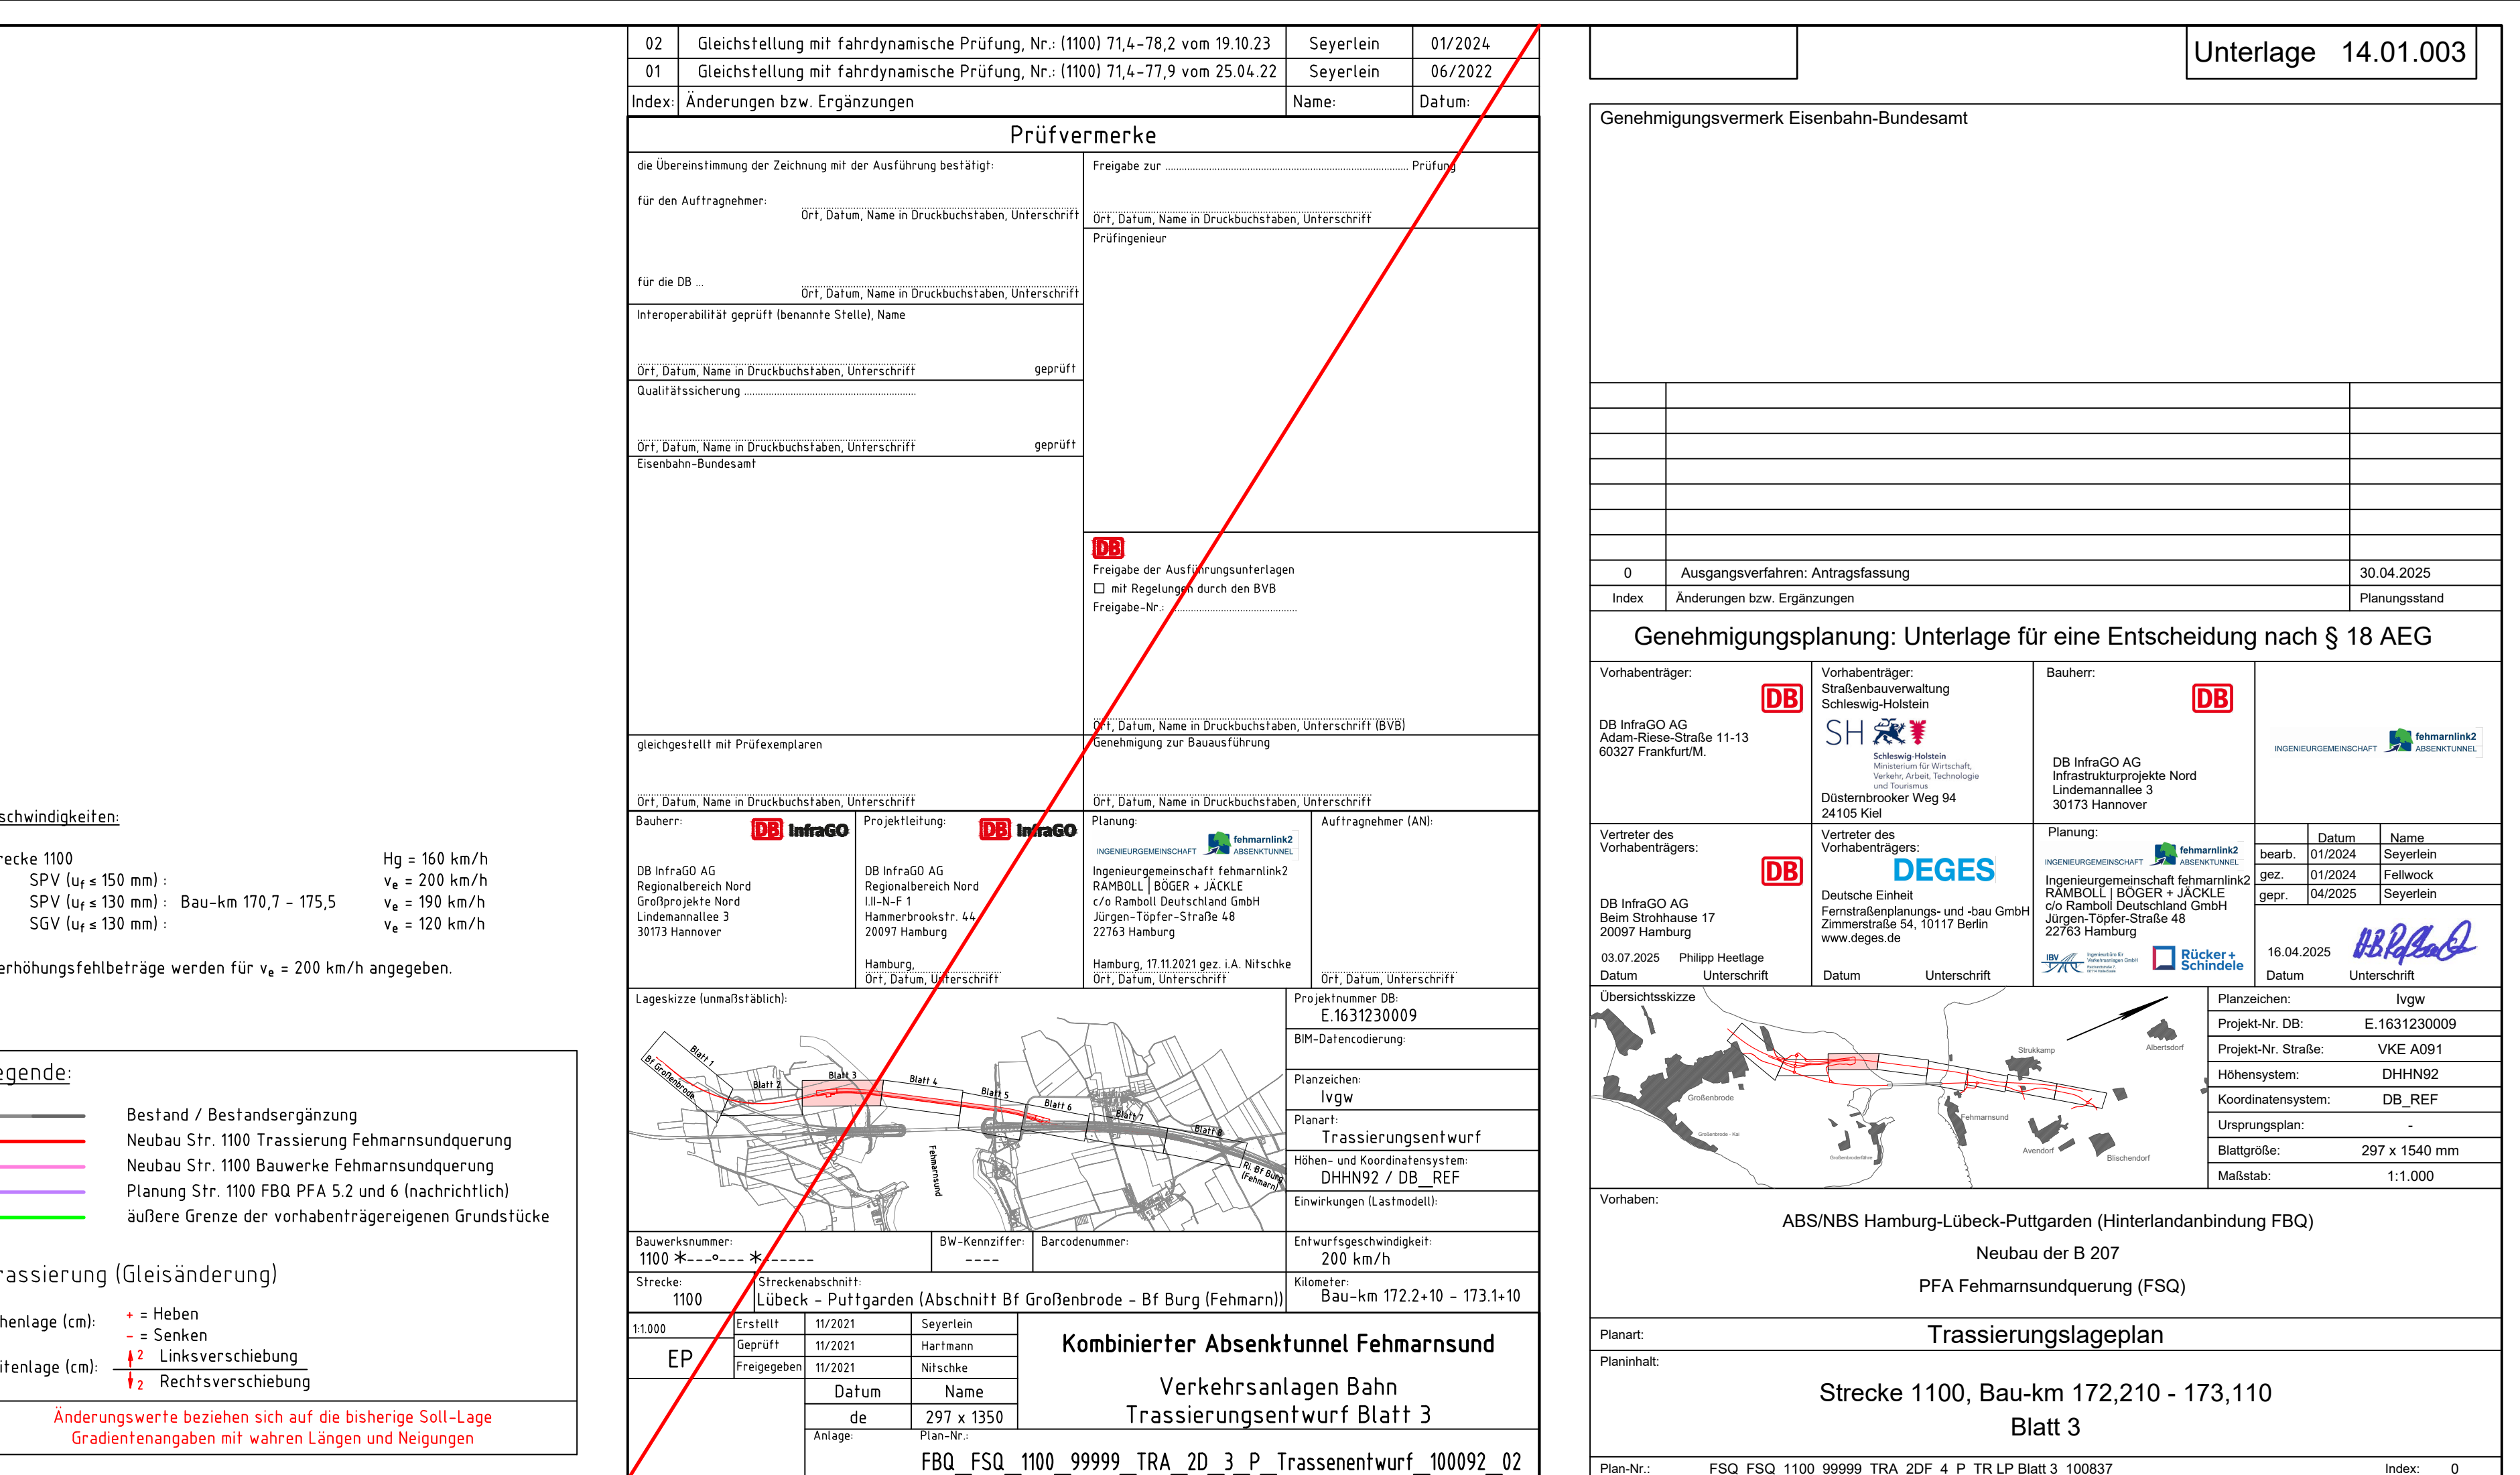 schwindigkeiten:
recke 1100 Hg = 160 km/h
SPV (uf ≤ 150 mm) : ve = 200 km/h
SPV (uf ≤ 130 mm) : Bau-km 170,7 - 175,5 ve = 190 km/h
SGV (uf ≤ 130 mm) : ve = 120 km/h
erhöhungsfehlbeträge werden für ve = 200 km/h angegeben.
egende:
Bestand / Bestandsergänzung
Neubau Str. 1100 Trassierung Fehmarnsundquerung
Neubau Str. 1100 Bauwerke Fehmarnsundquerung
Planung Str. 1100 FBQ PFA 5.2 und 6 (nachrichtlich)
äußere Grenze der vorhabenträgereigenen Grundstücke
rassierung (Gleisänderung)
henlage (cm): + = Heben
- = Senken
itenlage (cm): 2 Linksverschiebung
2 Rechtsverschiebung
Änderungswerte beziehen sich auf die bisherige Soll-Lage
Gradientenangaben mit wahren Längen und Neigungen
02 Gleichstellung mit fahrdynamische Prüfung, Nr.: (1100) 71,4-78,2 vom 19.10.23 Seyerlein 01/2024
01 Gleichstellung mit fahrdynamische Prüfung, Nr.: (1100) 71,4-77,9 vom 25.04.22 Seyerlein 06/2022
Index: Änderungen bzw. Ergänzungen Name: Datum:
Prüfvermerke
die Übereinstimmung der Zeichnung mit der Ausführung bestätigt:
für den Auftragnehmer:
Ort, Datum, Name in Druckbuchstaben, Unterschrift
für die DB ...
Ort, Datum, Name in Druckbuchstaben, Unterschrift
Interoperabilität geprüft (benannte Stelle), Name
Ort, Datum, Name in Druckbuchstaben, Unterschrift geprüft
Qualitätssicherung
Ort, Datum, Name in Druckbuchstaben, Unterschrift geprüft
Eisenbahn-Bundesamt
gleichgestellt mit Prüfexemplaren
Ort, Datum, Name in Druckbuchstaben, Unterschrift
Freigabe zur Prüfung
Ort, Datum, Name in Druckbuchstaben, Unterschrift
Prüfingenieur
DB
Freigabe der Ausführungsunterlagen
☐ mit Regelungen durch den BVB
Freigabe-Nr.:
Ort, Datum, Name in Druckbuchstaben, Unterschrift (BVB)
Genehmigung zur Bauausführung
Ort, Datum, Name in Druckbuchstaben, Unterschrift
Bauherr: DB InfraGO
DB InfraGO AG
Regionalbereich Nord
Großprojekte Nord
Lindemannallee 3
30173 Hannover
Projektleitung: DB InfraGO
DB InfraGO AG
Regionalbereich Nord
I.II-N-F 1
Hammerbrookstr. 44
20097 Hamburg
Hamburg,
Ort, Datum, Unterschrift
Planung:
INGENIEURGEMEINSCHAFT fehmarnlink2
ABSENKTUNNEL
Ingenieurgemeinschaft fehmarnlink2
RAMBOLL | BÖGER + JÄCKLE
c/o Ramboll Deutschland GmbH
Jürgen-Töpfer-Straße 48
22763 Hamburg
Hamburg, 17.11.2021 gez. i.A. Nitschke
Ort, Datum, Unterschrift
Auftragnehmer (AN):
Ort, Datum, Unterschrift
Lageskizze (unmaßstäblich):
Bf Großenbrode
Blatt 1
Blatt 2
Blatt 3
Blatt 4
Blatt 5
Blatt 6
Blatt 7
Blatt 8
Fehmarnsund
Ri. Bf Burg
(Fehmarn)
Projektnummer DB:
E.1631230009
BIM-Datencodierung:
Planzeichen:
Ivgw
Planart:
Trassierungsentwurf
Höhen- und Koordinatensystem:
DHHN92 / DB_REF
Einwirkungen (Lastmodell):
Bauwerksnummer:
1100 *---°--- *------
BW-Kennziffer:
----
Barcodenummer:
Entwurfsgeschwindigkeit:
200 km/h
Strecke:
1100
Streckenabschnitt:
Lübeck - Puttgarden (Abschnitt Bf Großenbrode - Bf Burg (Fehmarn))
Kilometer:
Bau-km 172.2+10 - 173.1+10
1:1.000
EP
Erstellt 11/2021 Seyerlein
Geprüft 11/2021 Hartmann
Freigegeben 11/2021 Nitschke
Datum Name
de 297 x 1350
Kombinierter Absenktunnel Fehmarnsund
Verkehrsanlagen Bahn
Trassierungsentwurf Blatt 3
Anlage: Plan-Nr.:
FBQ_FSQ_1100_99999_TRA_2D_3_P_Trassenentwurf_100092_02
Unterlage 14.01.003
Genehmigungsvermerk Eisenbahn-Bundesamt
0 Ausgangsverfahren: Antragsfassung 30.04.2025
Index Änderungen bzw. Ergänzungen Planungsstand
Genehmigungsplanung: Unterlage für eine Entscheidung nach § 18 AEG
Vorhabenträger:
DB
DB InfraGO AG
Adam-Riese-Straße 11-13
60327 Frankfurt/M.
Vorhabenträger:
Straßenbauverwaltung
Schleswig-Holstein
SH
Schleswig-Holstein
Ministerium für Wirtschaft,
Verkehr, Arbeit, Technologie
und Tourismus
Düsternbrooker Weg 94
24105 Kiel
Bauherr:
DB
DB InfraGO AG
Infrastrukturprojekte Nord
Lindemannallee 3
30173 Hannover
INGENIEURGEMEINSCHAFT fehmarnlink2
ABSENKTUNNEL
Vertreter des
Vorhabenträgers:
DB
DB InfraGO AG
Beim Strohhause 17
20097 Hamburg
03.07.2025 Philipp Heetlage
Datum Unterschrift
Vertreter des
Vorhabenträgers:
DEGES
Deutsche Einheit
Fernstraßenplanungs- und -bau GmbH
Zimmerstraße 54, 10117 Berlin
www.deges.de
Datum Unterschrift
Planung:
INGENIEURGEMEINSCHAFT fehmarnlink2
ABSENKTUNNEL
Ingenieurgemeinschaft fehmarnlink2
RAMBOLL | BÖGER + JÄCKLE
c/o Ramboll Deutschland GmbH
Jürgen-Töpfer-Straße 48
22763 Hamburg
IBV
Rücker +
Schindele
Datum Name
bearb. 01/2024 Seyerlein
gez. 01/2024 Fellwock
gepr. 04/2025 Seyerlein
16.04.2025
Datum Unterschrift
Übersichtsskizze
Großenbrode
Großenbrode - Kai
Großenbroderfähre
Strukkamp
Albertsdorf
Fehmarnsund
Avendorf
Blischendorf
Planzeichen: Ivgw
Projekt-Nr. DB: E.1631230009
Projekt-Nr. Straße: VKE A091
Höhensystem: DHHN92
Koordinatensystem: DB_REF
Ursprungsplan: -
Blattgröße: 297 x 1540 mm
Maßstab: 1:1.000
Vorhaben:
ABS/NBS Hamburg-Lübeck-Puttgarden (Hinterlandanbindung FBQ)
Neubau der B 207
PFA Fehmarnsundquerung (FSQ)
Planart: Trassierungslageplan
Planinhalt:
Strecke 1100, Bau-km 172,210 - 173,110
Blatt 3
Plan-Nr.: FSQ_FSQ_1100_99999_TRA_2DF_4_P_TR LP Blatt 3_100837 Index: 0